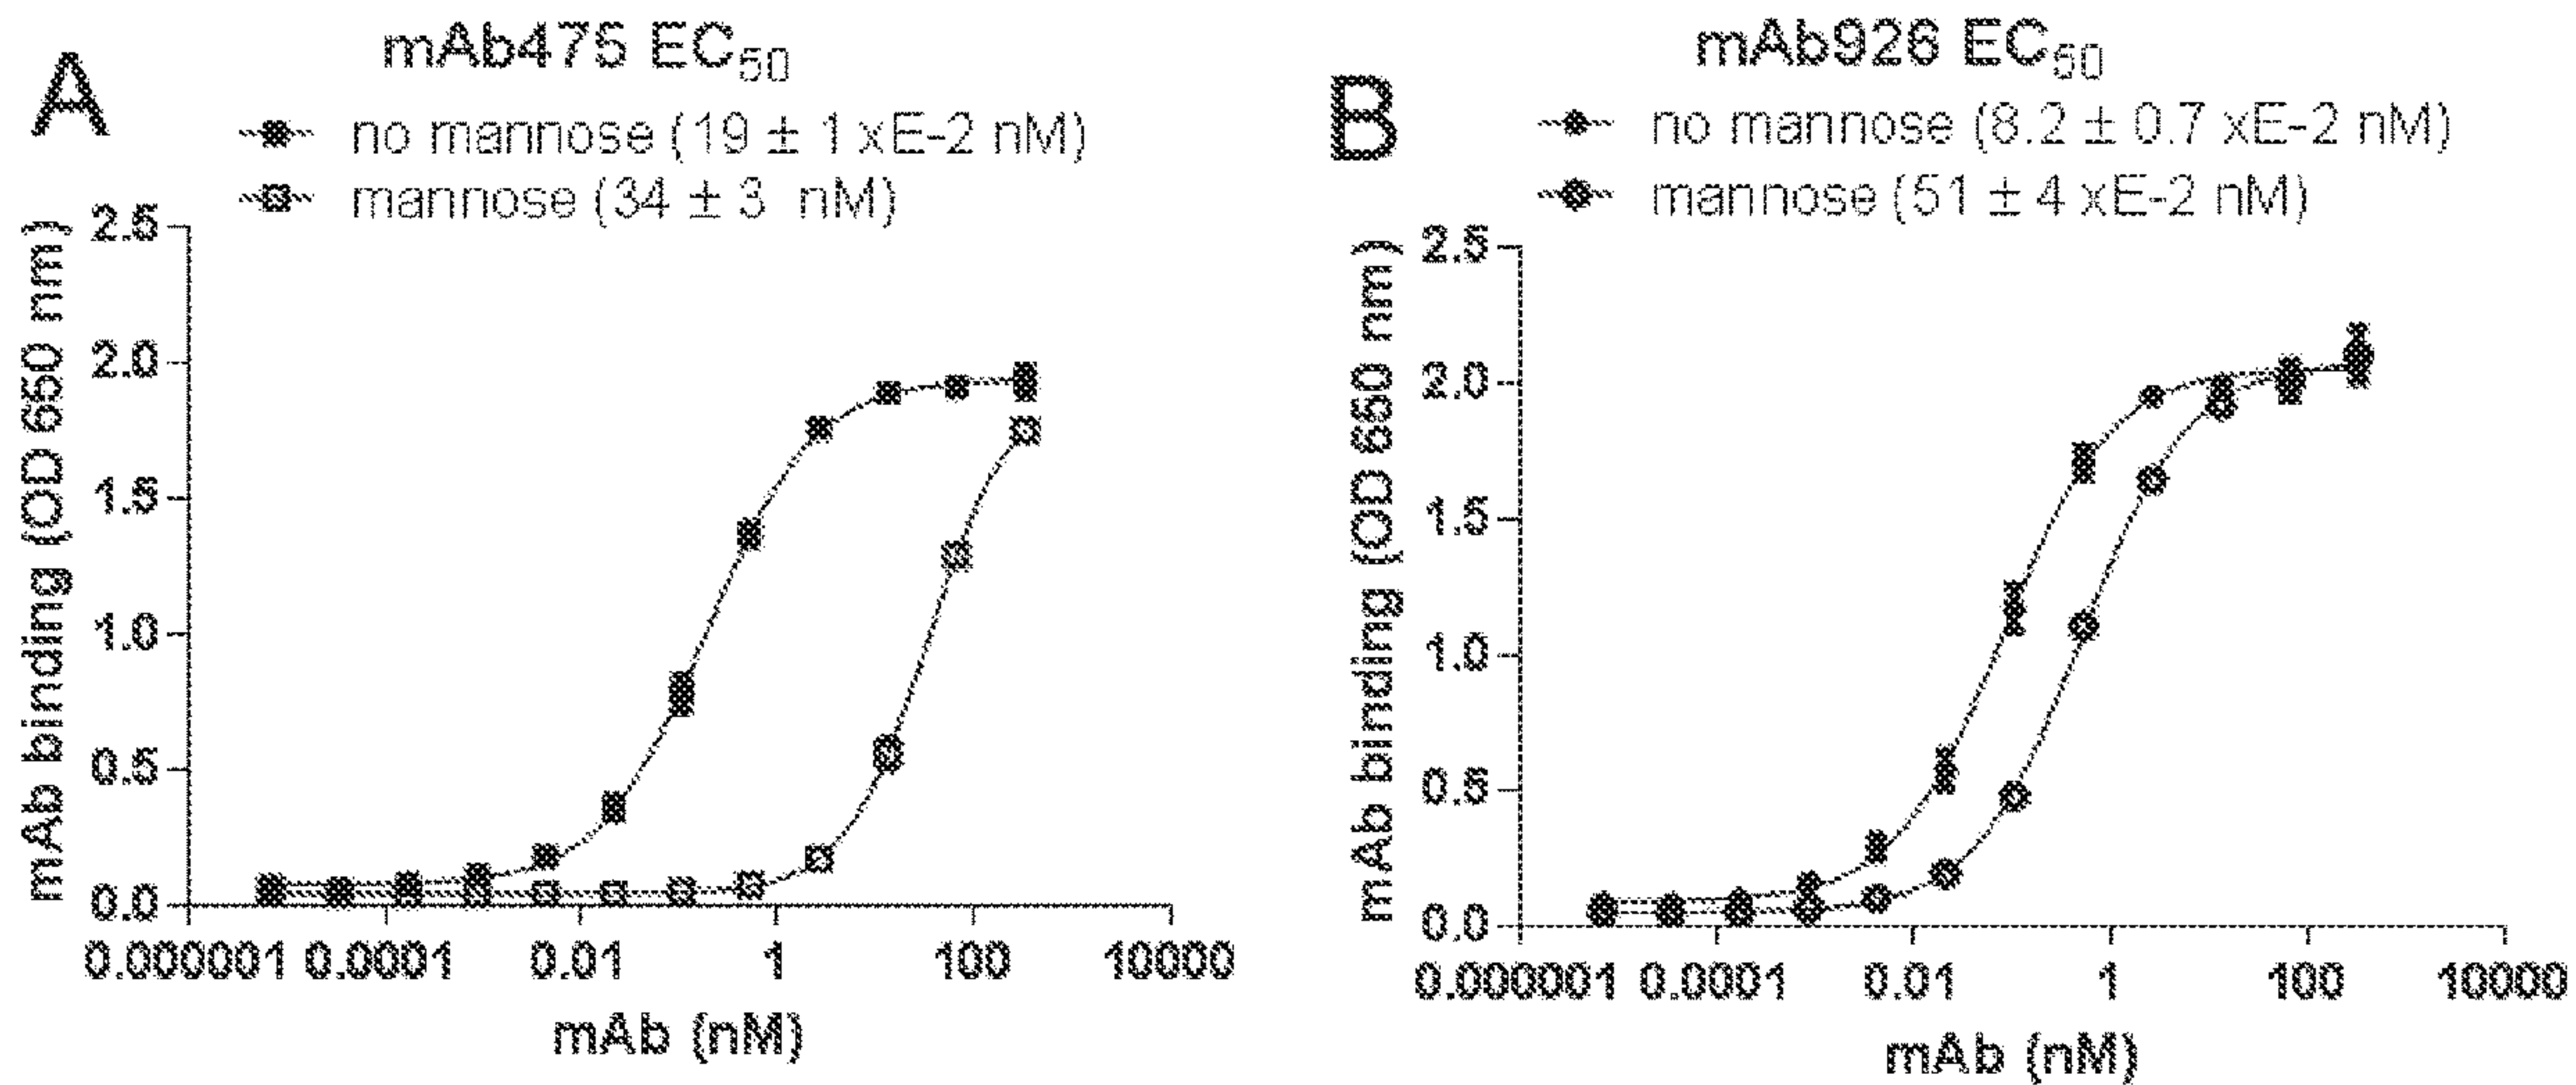 A
mAb475 EC50
no mannose (19 ± 1 xE-2 nM)
mannose (34 ± 3 nM)
mAb binding (OD 650 nm)
2.5
2.0
1.5
1.0
0.5
0.0
0.000001 0.0001 0.01 1 100 10000
mAb (nM)
B
mAb926 EC50
no mannose (8.2 ± 0.7 xE-2 nM)
mannose (51 ± 4 xE-2 nM)
mAb binding (OD 650 nm)
2.5
2.0
1.5
1.0
0.5
0.0
0.000001 0.0001 0.01 1 100 10000
mAb (nM)